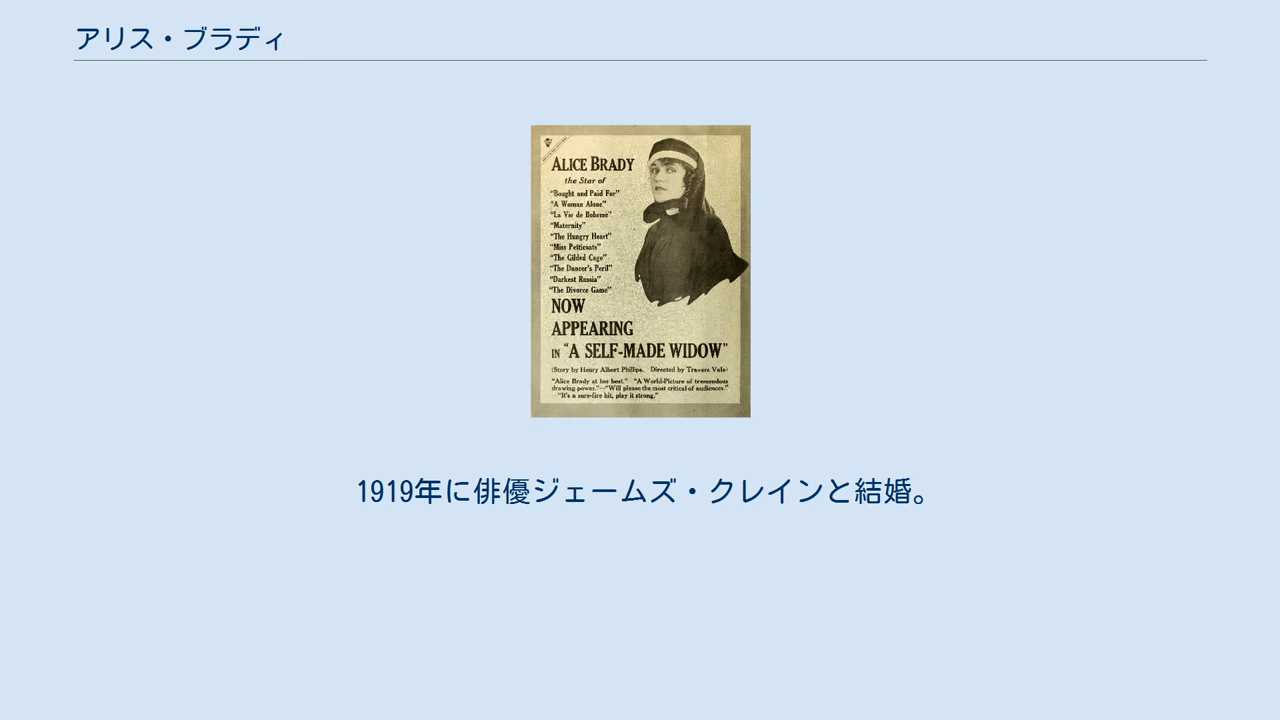 アリス・ブラディ
ALICE BRADY
the Star of
"Bought and Paid For"
"A Woman Alone"
"La Vie de Boheme"
"Maternity"
"The Hungry Heart"
"Miss Petticoats"
"The Gilded Cage"
"The Dancer's Peril"
"Darkest Russia"
"The Divorce Game"
NOW
APPEARING
IN "A SELF-MADE WIDOW"
(Story by Henry Albert Phillips. Directed by Travers Vale)
"Alice Brady at her best." "A World-Picture of tremendous
drawing power."—"Will please the most critical of audiences."
—"It's a sure-fire hit, play it strong."
1919年に俳優ジェームズ・クレインと結婚。